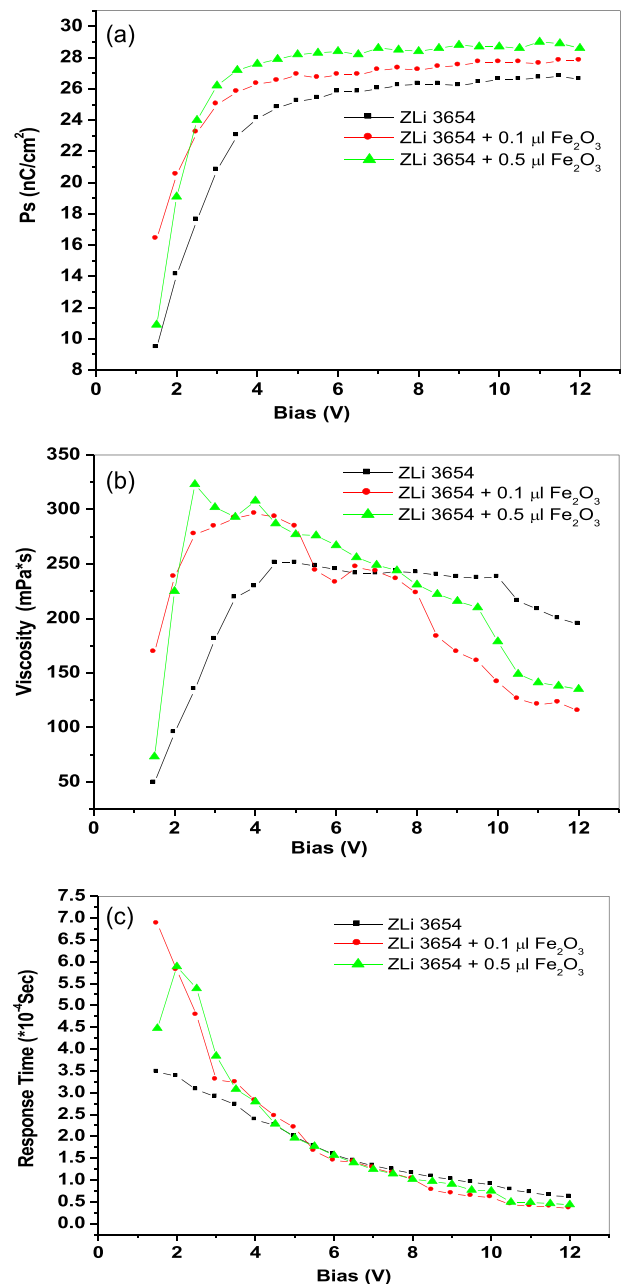 (a)
Ps (nC/cm²)
30
28
26
24
22
20
18
16
14
12
10
8
ZLi 3654
ZLi 3654 + 0.1 μl Fe₂O₃
ZLi 3654 + 0.5 μl Fe₂O₃
0 2 4 6 8 10 12
Bias (V)
(b)
Viscosity (mPa*s)
350
300
250
200
150
100
50
ZLi 3654
ZLi 3654 + 0.1 μl Fe₂O₃
ZLi 3654 + 0.5 μl Fe₂O₃
0 2 4 6 8 10 12
Bias (V)
(c)
Response Time (*10⁻⁴Sec)
7.5
7.0
6.5
6.0
5.5
5.0
4.5
4.0
3.5
3.0
2.5
2.0
1.5
1.0
0.5
0.0
ZLi 3654
ZLi 3654 + 0.1 μl Fe₂O₃
ZLi 3654 + 0.5 μl Fe₂O₃
0 2 4 6 8 10 12
Bias (V)